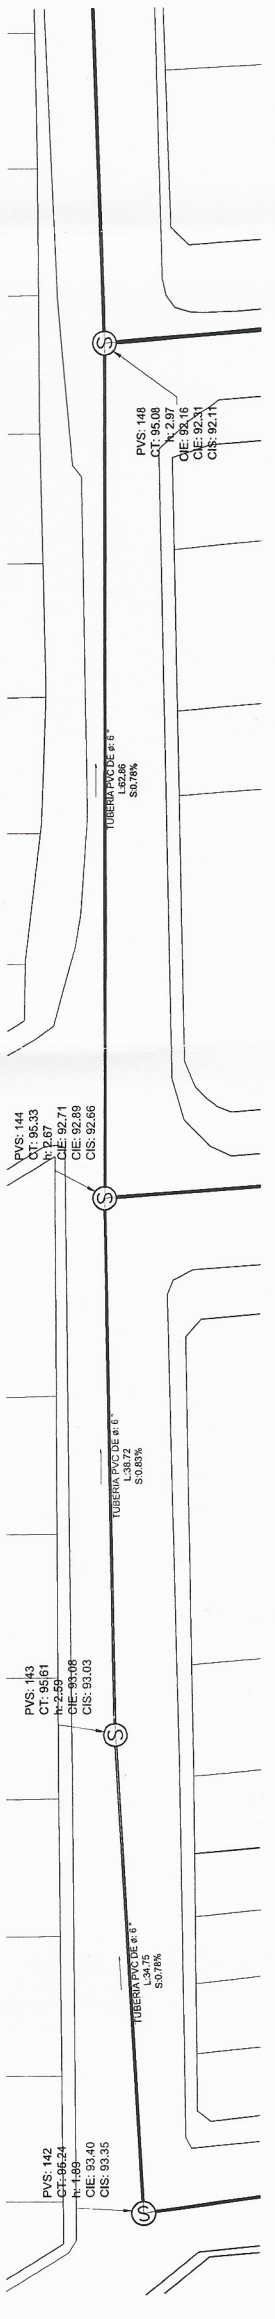 PVS: 148
CT: 95.08
h: 2.97
CIE: 92.16
CIE: 92.31
CIS: 92.11
S
TUBERIA PVC DE ø: 6 "
L:62.86
S:0.78%
PVS: 144
CT: 95.33
h: 2.67
CIE: 92.71
CIE: 92.89
CIS: 92.66
S
TUBERIA PVC DE ø: 6 "
L:38.72
S:0.83%
PVS: 143
CT: 95.61
h: 2.59
CIE: 93.08
CIS: 93.03
S
TUBERIA PVC DE ø: 6 "
L:34.75
S:0.78%
PVS: 142
CT: 95.24
h: 1.89
CIE: 93.40
CIS: 93.35
S